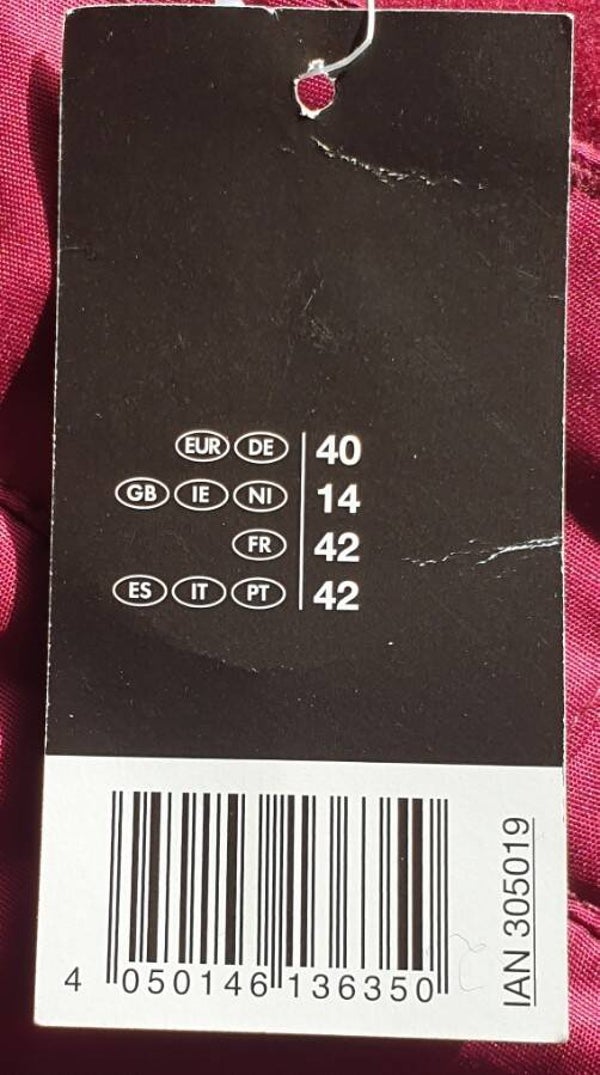 EUR DE 40
GB IE NI 14
FR 42
ES IT PT 42
4 050146 136350
IAN 305019